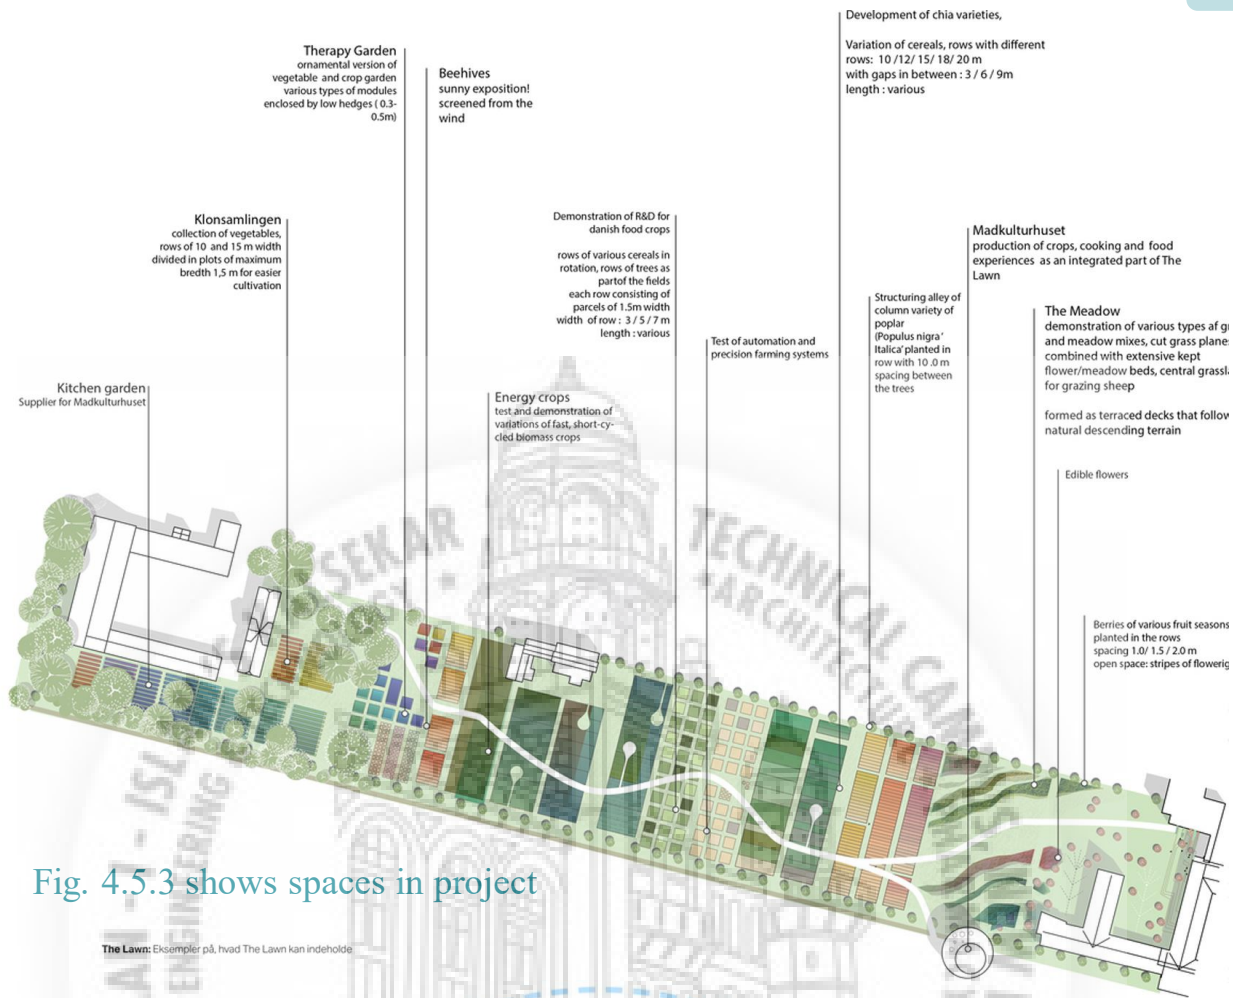 Development of chia varieties,
Variation of cereals, rows with different
rows: 10 /12/ 15/ 18/ 20 m
with gaps in between : 3 / 6 / 9m
length : various
Therapy Garden
ornamental version of
vegetable and crop garden
various types of modules
enclosed by low hedges ( 0.3-
0.5m)
Beehives
sunny exposition!
screened from the
wind
Klonsamlingen
collection of vegetables,
rows of 10 and 15 m width
divided in plots of maximum
bredth 1,5 m for easier
cultivation
Demonstration of R&D for
danish food crops
rows of various cereals in
rotation, rows of trees as
partof the fields
each row consisting of
parcels of 1.5m width
width of row : 3 / 5 / 7 m
length : various
Madkulturhuset
production of crops, cooking and food
experiences as an integrated part of The
Lawn
Structuring alley of
column variety of
poplar
(Populus nigra '
Italica' planted in
row with 10 .0 m
spacing between
the trees
The Meadow
demonstration of various types af
and meadow mixes, cut grass
combined with extensive kept
flower/meadow beds, central
for grazing sheep
formed as terraced decks that follow
natural descending terrain
Test of automation and
precision farming systems
Kitchen garden
Supplier for Madkulturhuset
Energy crops
test and demonstration of
variations of fast, short-cy-
cled biomass crops
Edible flowers
Berries of various fruit seasons
planted in the rows
spacing 1.0/ 1.5 / 2.0 m
open space: stripes of
SEKAR
TECHNICAL
ARCHITECTU
ENGINEERING
Fig. 4.5.3 shows spaces in project
The Lawn: Eksempler på, hvad The Lawn kan indeholde